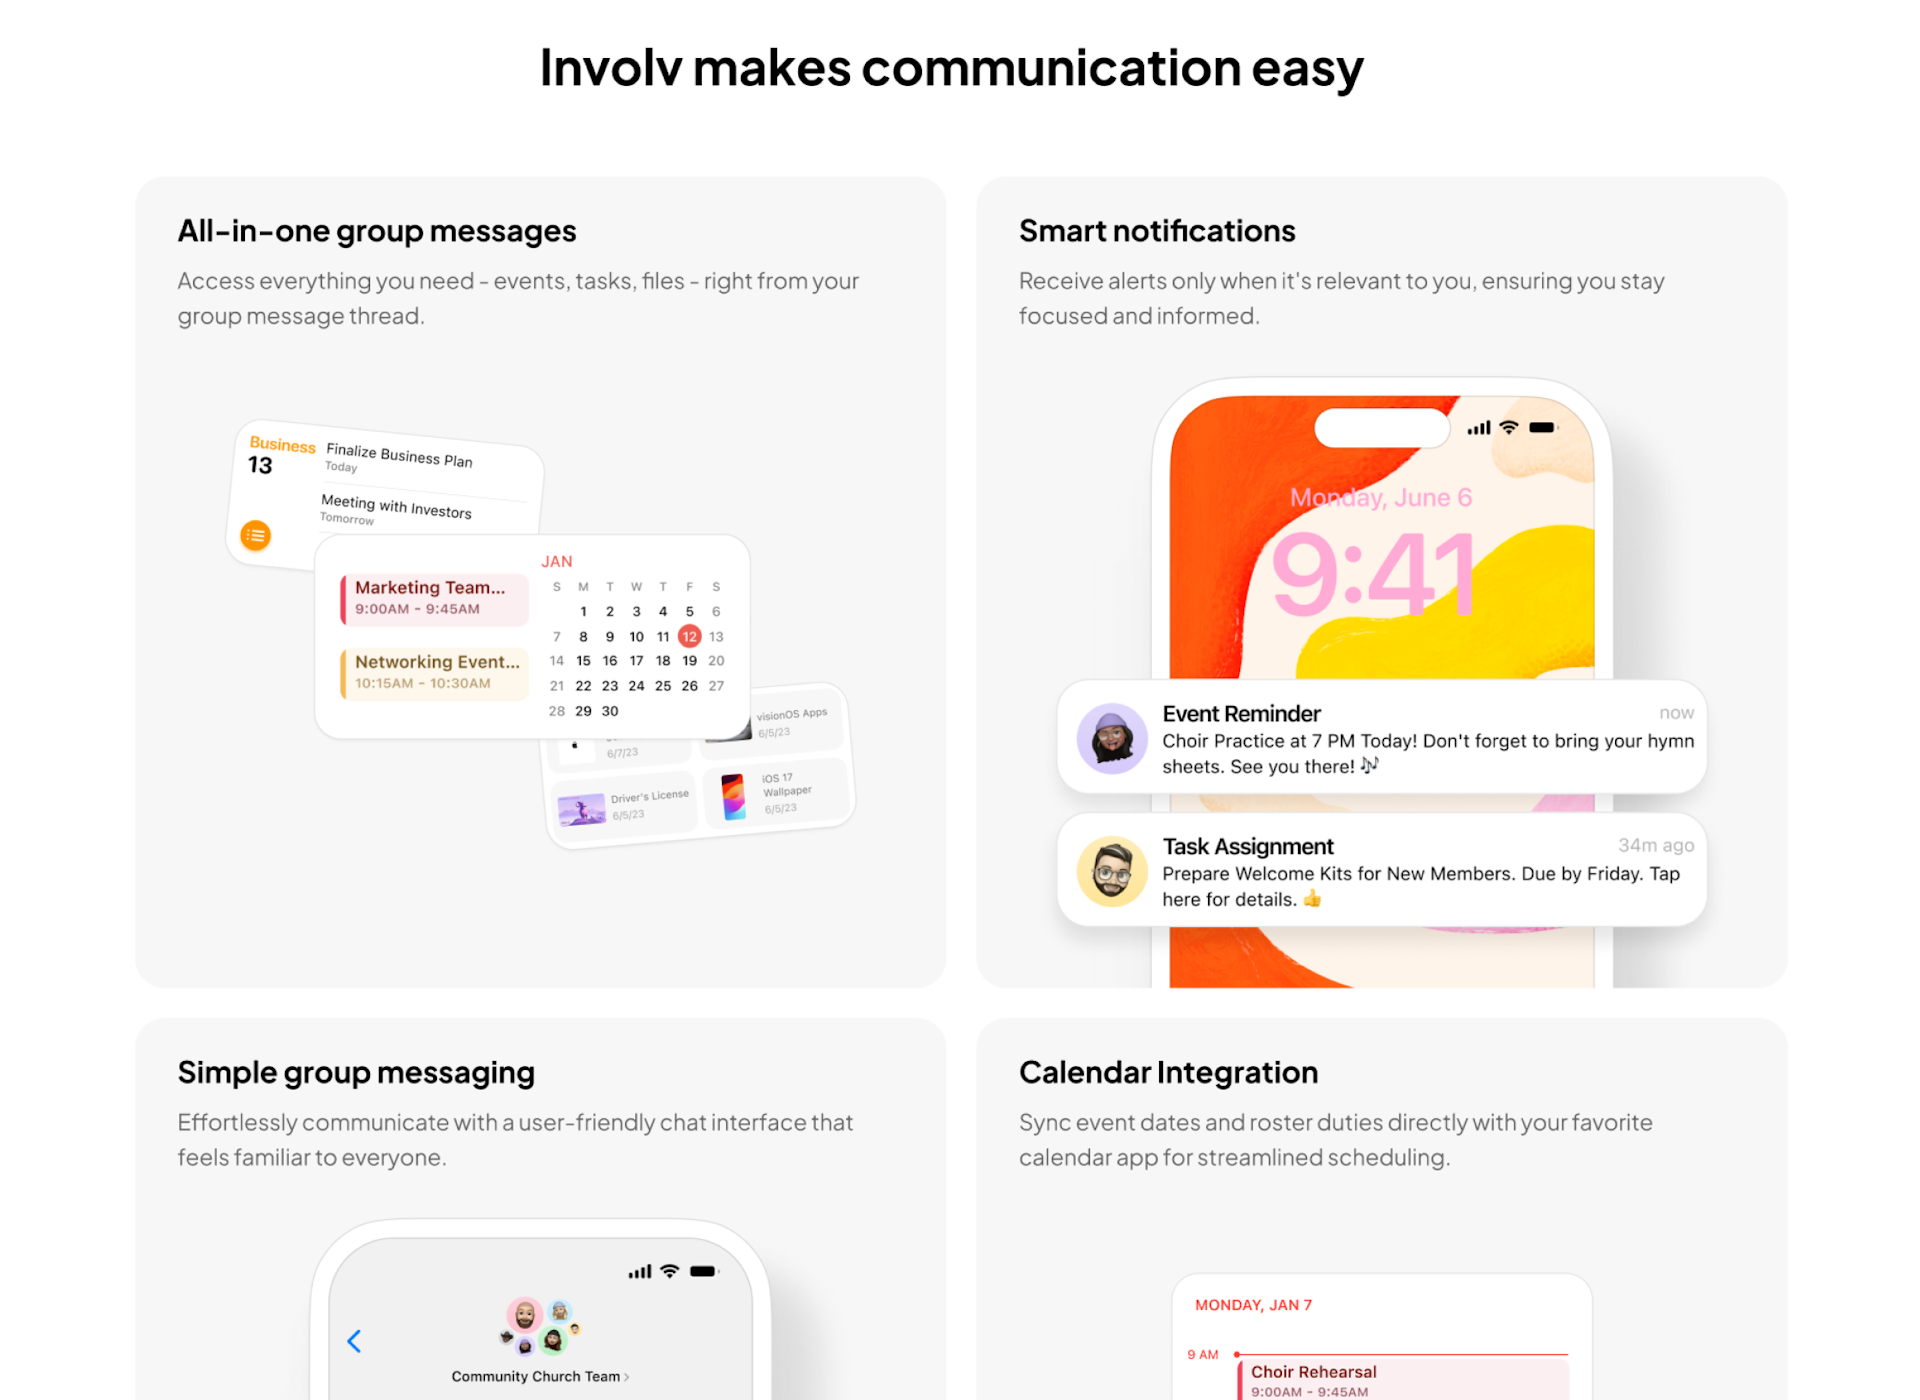 Involv makes communication easy
All-in-one group messages
Access everything you need - events, tasks, files - right from your
group message thread.
Business
13
Finalize Business Plan
Today
Meeting with Investors
Tomorrow
Marketing Team...
9:00AM - 9:45AM
Networking Event...
10:15AM - 10:30AM
JAN
S M T W T F S
1 2 3 4 5 6
7 8 9 10 11 12 13
14 15 16 17 18 19 20
21 22 23 24 25 26 27
28 29 30
6/7/23
visionOS Apps
6/5/23
Driver's License
6/5/23
iOS 17
Wallpaper
6/5/23
Smart notifications
Receive alerts only when it's relevant to you, ensuring you stay
focused and informed.
Monday, June 6
9:41
Event Reminder
now
Choir Practice at 7 PM Today! Don't forget to bring your hymn
sheets. See you there! 🎶
Task Assignment
34m ago
Prepare Welcome Kits for New Members. Due by Friday. Tap
here for details. 👍
Simple group messaging
Effortlessly communicate with a user-friendly chat interface that
feels familiar to everyone.
Community Church Team >
Calendar Integration
Sync event dates and roster duties directly with your favorite
calendar app for streamlined scheduling.
MONDAY, JAN 7
9 AM
Choir Rehearsal
9:00AM - 9:45AM